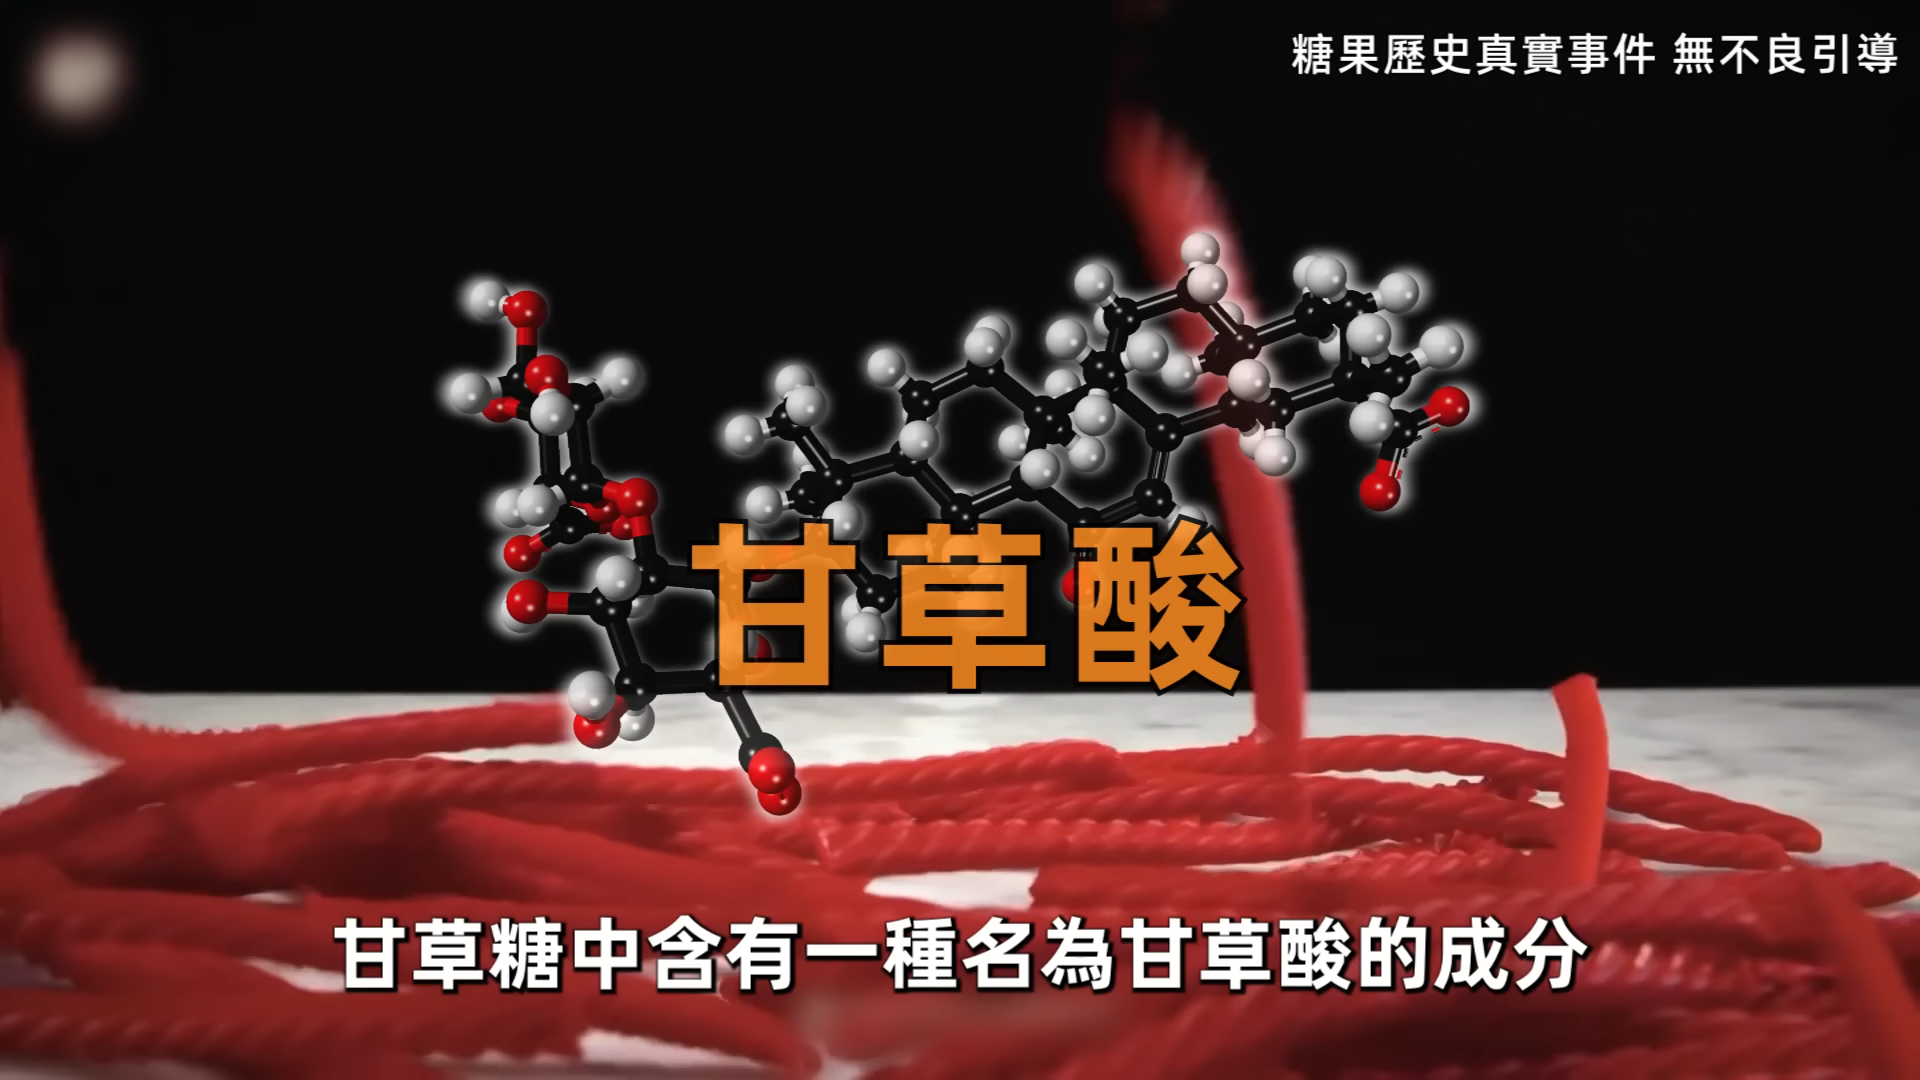 糖果歷史真實事件 無不良引導
甘草酸
甘草糖中含有一種名為甘草酸的成分